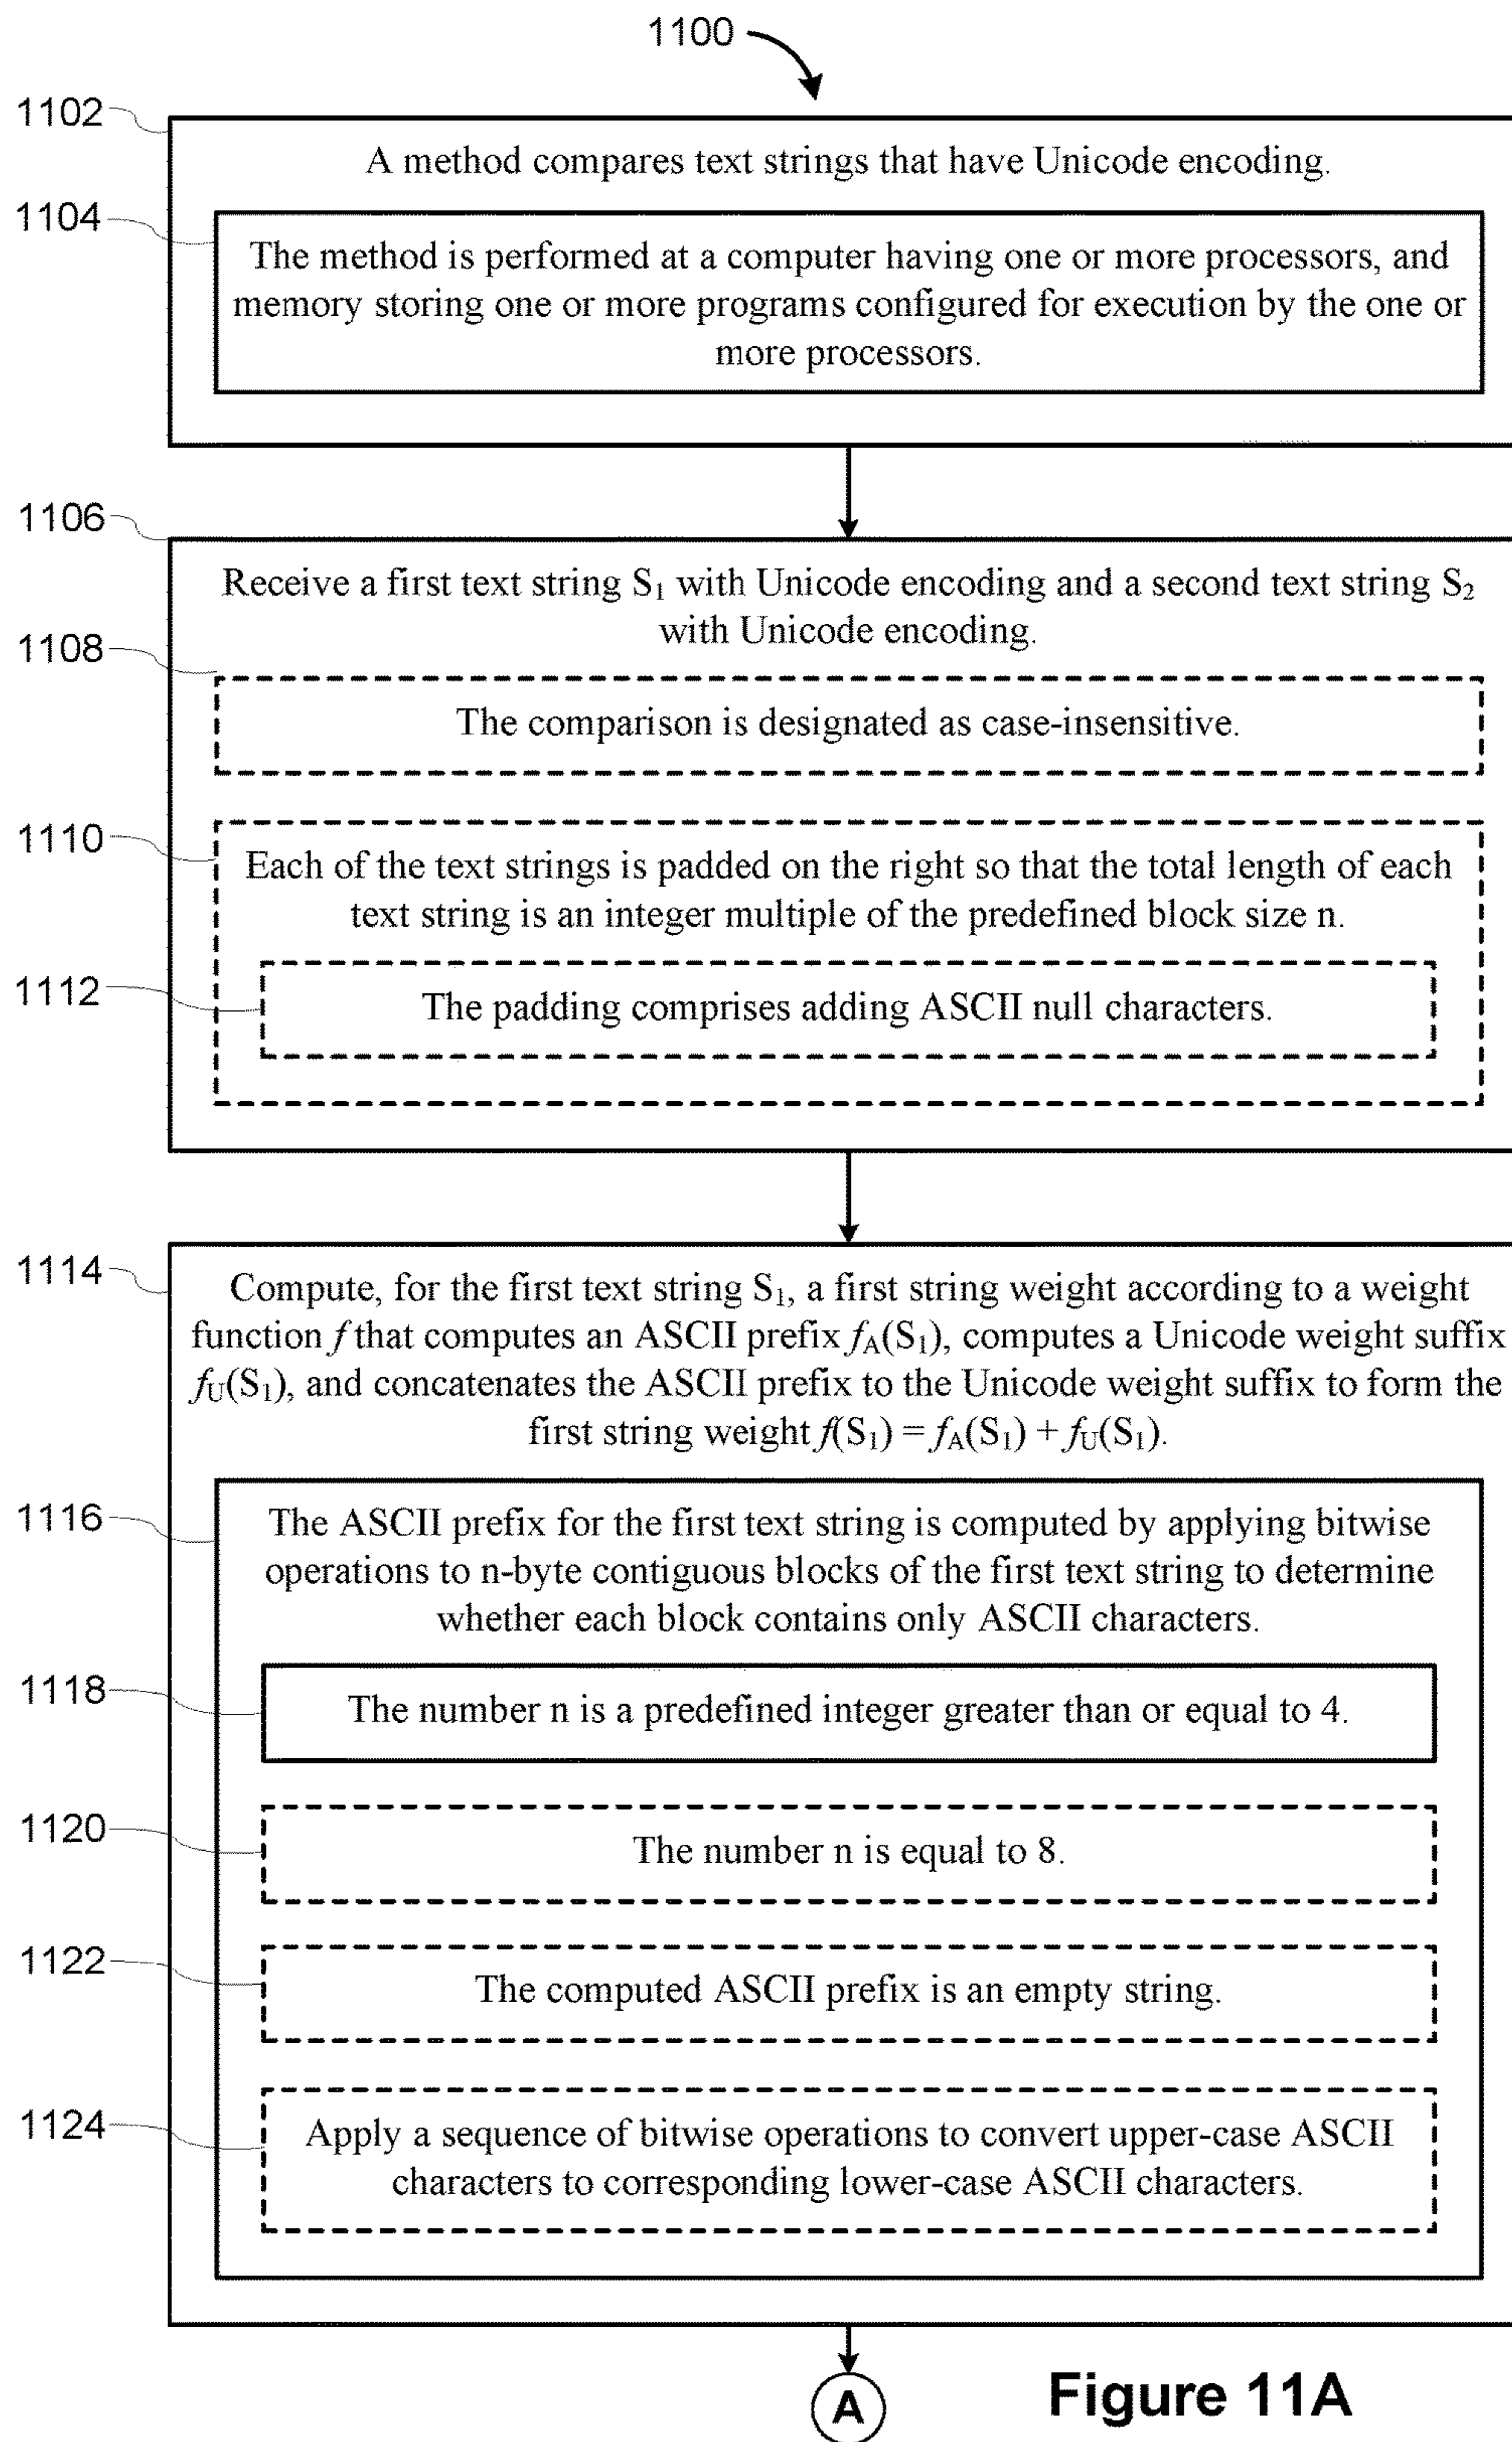 1100
1102
A method compares text strings that have Unicode encoding.
1104
The method is performed at a computer having one or more processors, and
memory storing one or more programs configured for execution by the one or
more processors.
1106
Receive a first text string S₁ with Unicode encoding and a second text string S₂
with Unicode encoding.
1108
The comparison is designated as case-insensitive.
1110
Each of the text strings is padded on the right so that the total length of each
text string is an integer multiple of the predefined block size n.
1112
The padding comprises adding ASCII null characters.
1114
Compute, for the first text string S₁, a first string weight according to a weight
function f that computes an ASCII prefix f_A(S₁), computes a Unicode weight suffix
f_U(S₁), and concatenates the ASCII prefix to the Unicode weight suffix to form the
first string weight f(S₁) = f_A(S₁) + f_U(S₁).
1116
The ASCII prefix for the first text string is computed by applying bitwise
operations to n-byte contiguous blocks of the first text string to determine
whether each block contains only ASCII characters.
1118
The number n is a predefined integer greater than or equal to 4.
1120
The number n is equal to 8.
1122
The computed ASCII prefix is an empty string.
1124
Apply a sequence of bitwise operations to convert upper-case ASCII
characters to corresponding lower-case ASCII characters.
A
Figure 11A